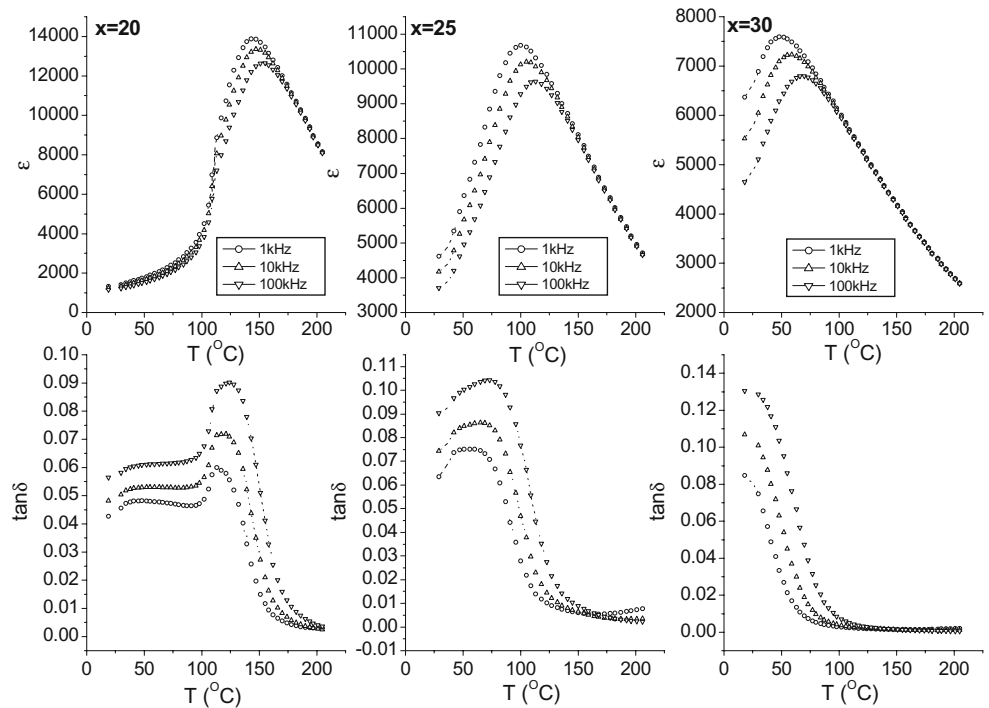 x=20
14000
12000
10000
8000
6000
4000
2000
0
ε
1kHz
10kHz
100kHz
0 50 100 150 200
T (°C)
x=25
11000
10000
9000
8000
7000
6000
5000
4000
3000
ε
1kHz
10kHz
100kHz
0 50 100 150 200
T (°C)
x=30
8000
7000
6000
5000
4000
3000
2000
ε
1kHz
10kHz
100kHz
0 50 100 150 200
T (°C)
0.10
0.09
0.08
0.07
0.06
0.05
0.04
0.03
0.02
0.01
0.00
tanδ
0 50 100 150 200
T (°C)
0.11
0.10
0.09
0.08
0.07
0.06
0.05
0.04
0.03
0.02
0.01
0.00
-0.01
tanδ
0 50 100 150 200
T (°C)
0.14
0.12
0.10
0.08
0.06
0.04
0.02
0.00
tanδ
0 50 100 150 200
T (°C)